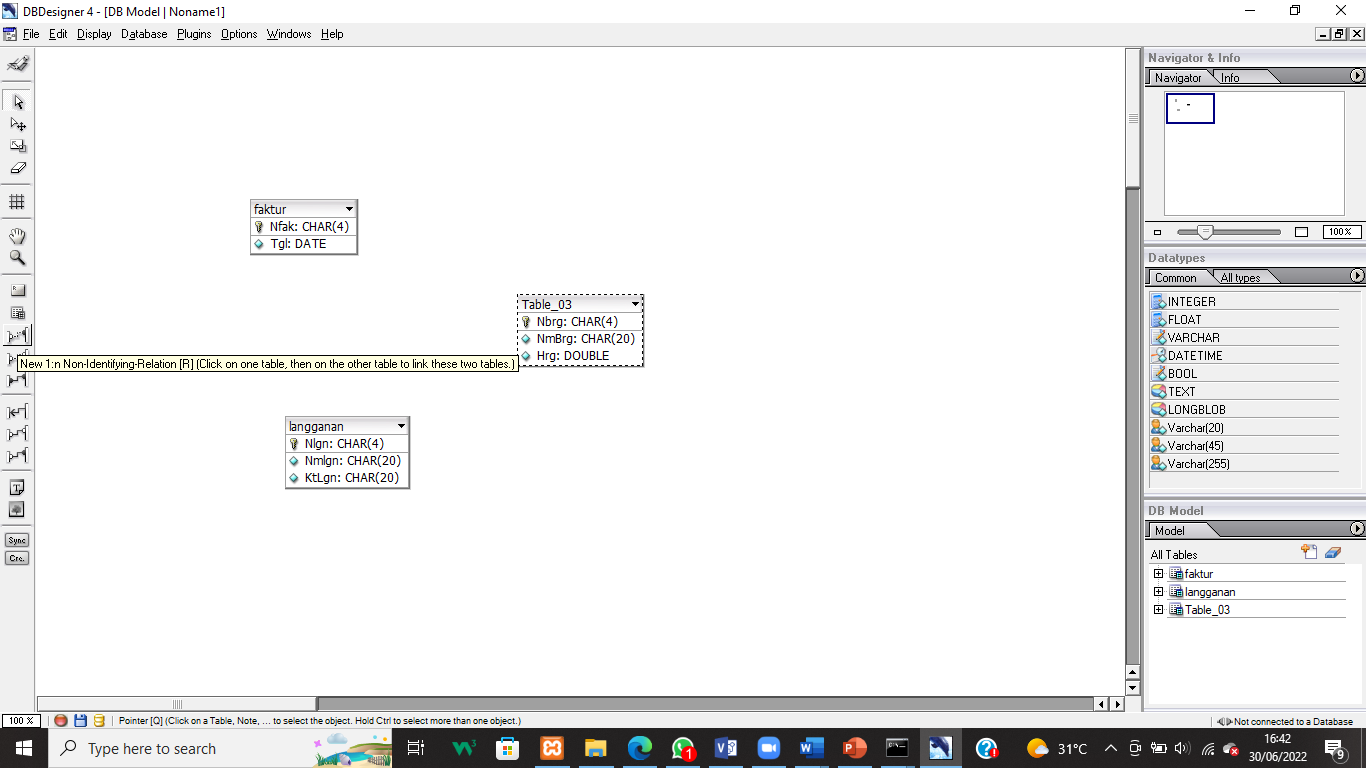 DBDesigner 4 - [DB Model | Noname1]
File Edit Display Database Plugins Options Windows Help
Navigator & Info
Navigator Info
faktur
Nfak: CHAR(4)
Tgl: DATE
100%
Datatypes
Common All types
INTEGER
FLOAT
VARCHAR
DATETIME
BOOL
TEXT
LONGBLOB
Varchar(20)
Varchar(45)
Varchar(255)
Table_03
Nbrg: CHAR(4)
NmBrg: CHAR(20)
Hrg: DOUBLE
New 1:n Non-Identifying-Relation [R] (Click on one table, then on the other table to link these two tables.)
langganan
Nlgn: CHAR(4)
Nmlgn: CHAR(20)
KtLgn: CHAR(20)
DB Model
Model
All Tables
faktur
langganan
Table_03
Sync
Cre.
100 % Pointer [Q] (Click on a Table, Note, ... to select the object. Hold Ctrl to select more than one object.) Not connected to a Database
Type here to search
1
31°C
16:42
30/06/2022
9